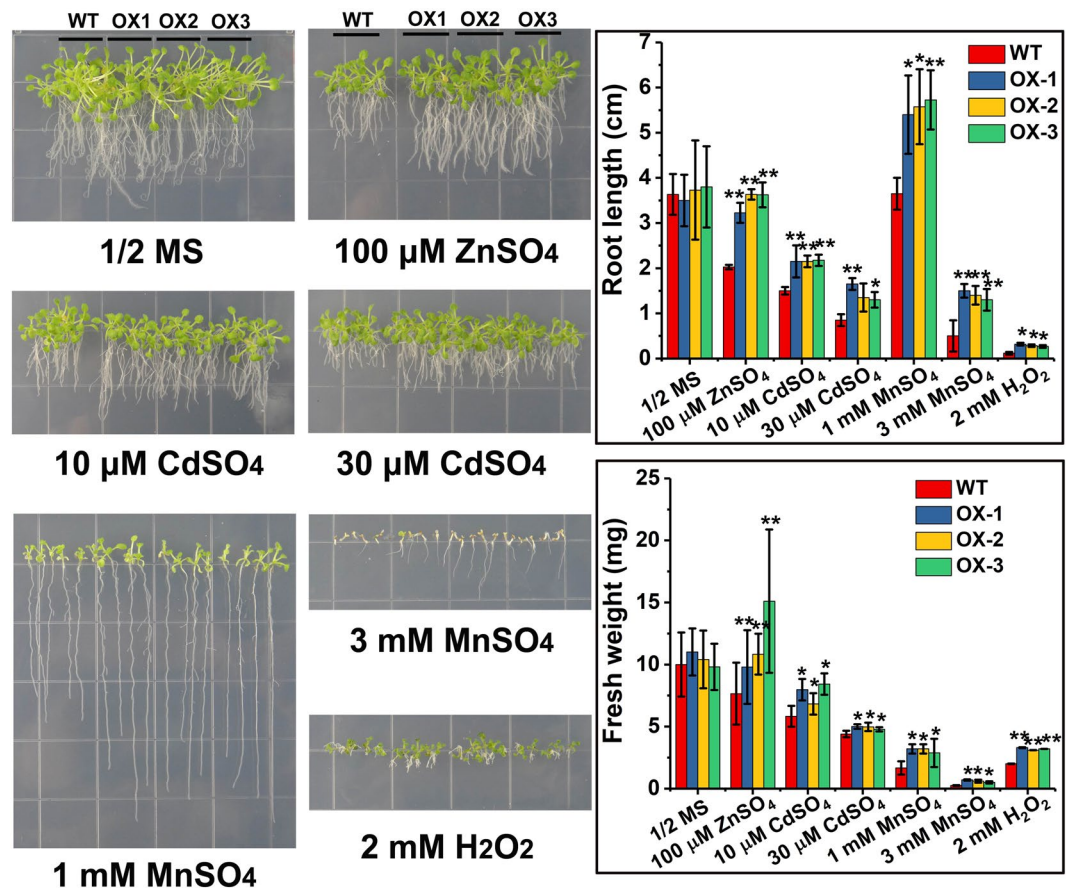 WT OX1 OX2 OX3
WT OX1 OX2 OX3
1/2 MS
100 µM ZnSO4
10 µM CdSO4
30 µM CdSO4
1 mM MnSO4
3 mM MnSO4
2 mM H2O2
Root length (cm)
7
6
5
4
3
2
1
0
WT
OX-1
OX-2
OX-3
** ** **
** ** **
** *
* * **
** ** **
* * *
1/2 MS
100 µM ZnSO₄
10 µM CdSO₄
30 µM CdSO₄
1 mM MnSO₄
3 mM MnSO₄
2 mM H₂O₂
Fresh weight (mg)
25
20
15
10
5
0
WT
OX-1
OX-2
OX-3
** ** **
* * *
* * *
* * *
* * *
** ** **
1/2 MS
100 µM ZnSO₄
10 µM CdSO₄
30 µM CdSO₄
1 mM MnSO₄
3 mM MnSO₄
2 mM H₂O₂